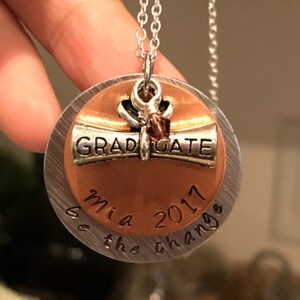 GRADUATE
Mia 2017
be the change